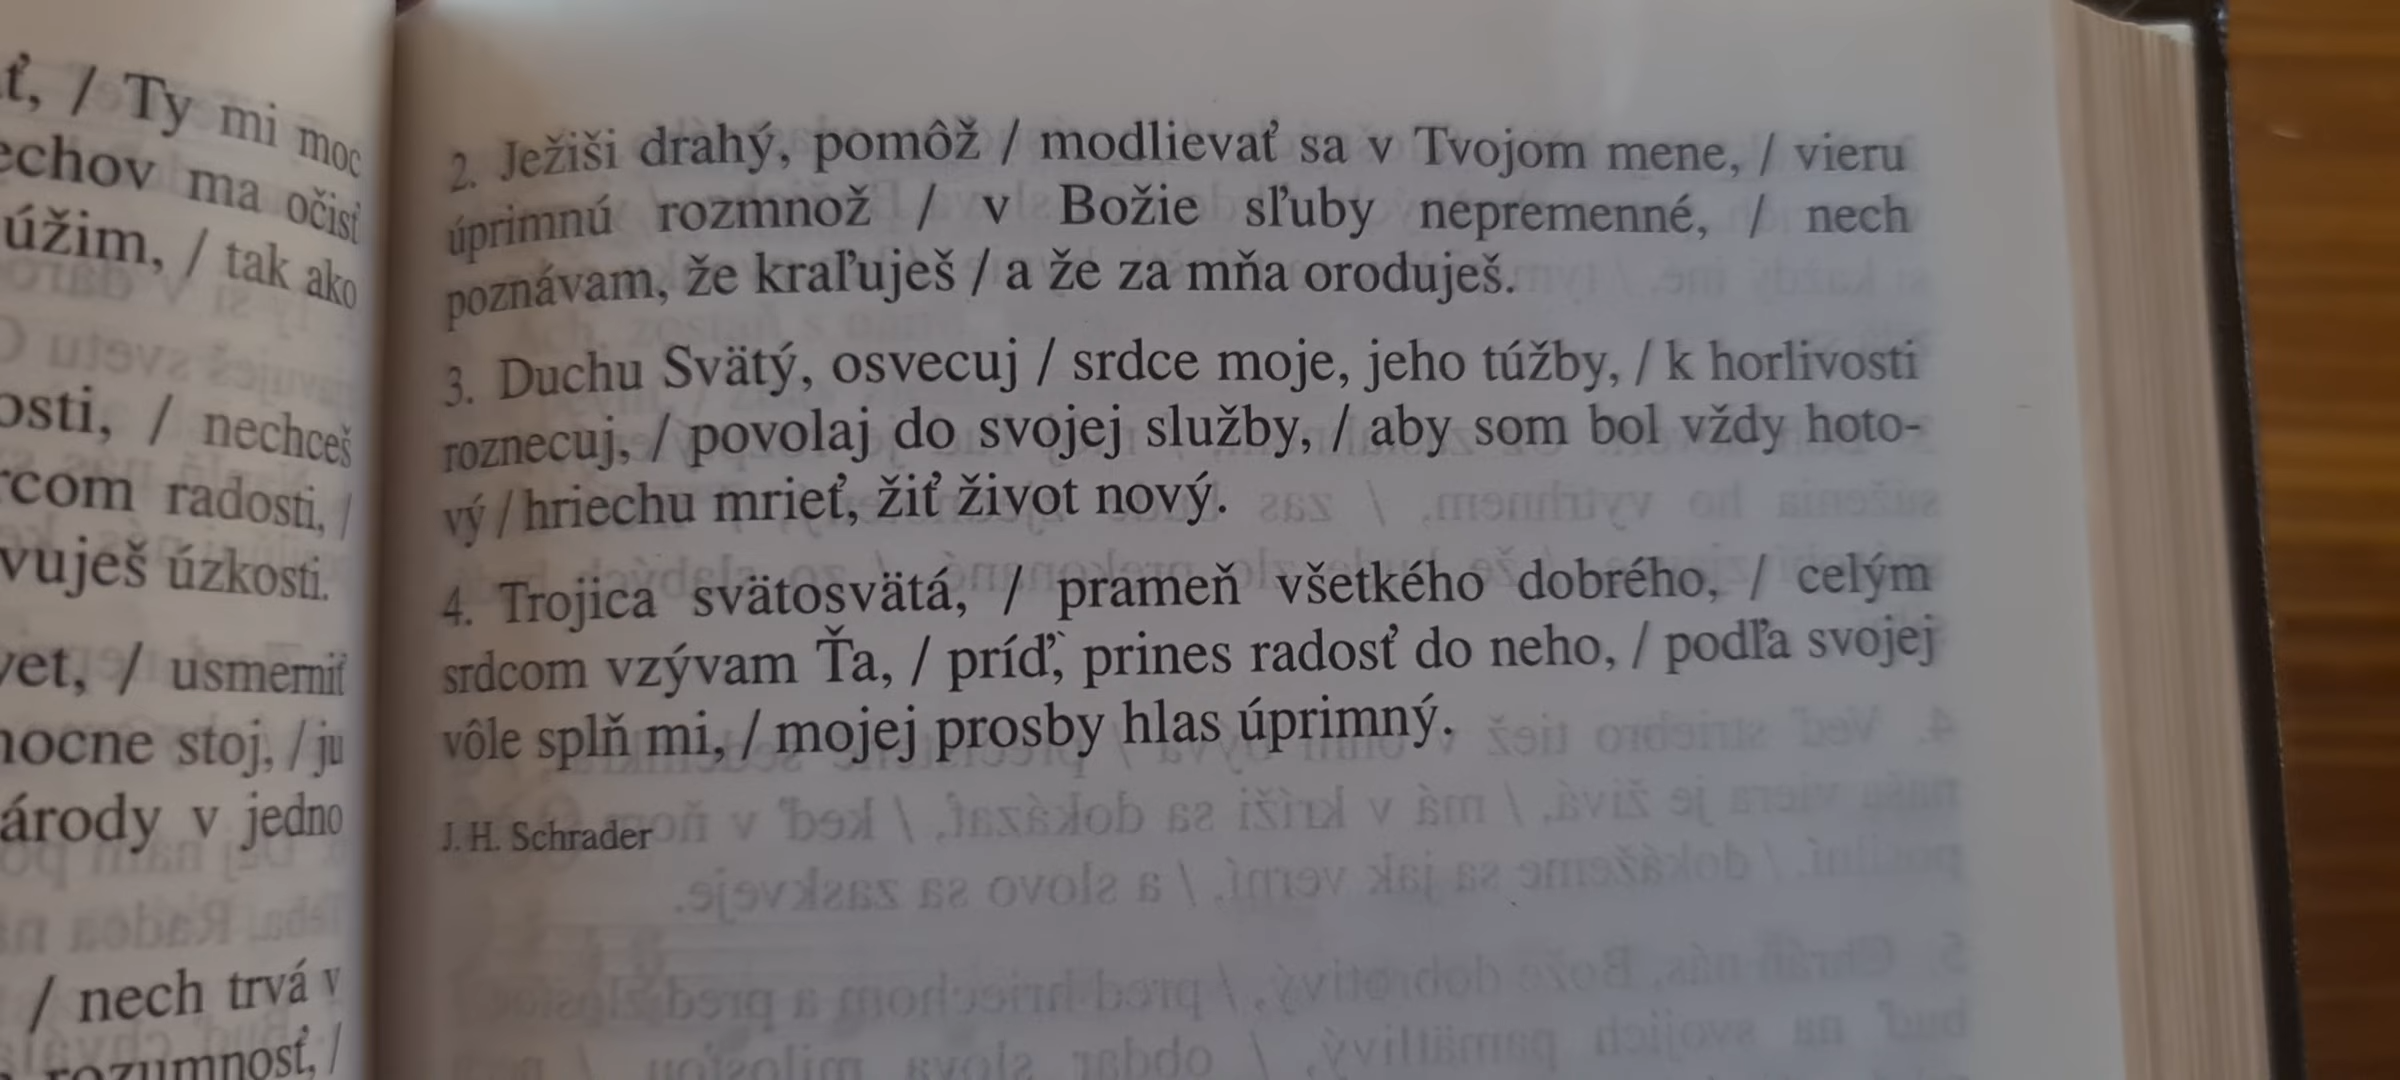 ť, / Ty mi moc
echov ma očisť
úžim, / tak ako
osti, / nechceš
rcom radosti, /
vuješ úzkosti.
vet, / usmerniť
nocne stoj, / ju
árody v jedno
/ nech trvá v
rozumnosť, /
2. Ježiši drahý, pomôž / modlievať sa v Tvojom mene, / vieru
úprimnú rozmnož / v Božie sľuby nepremenné, / nech
poznávam, že kraľuješ / a že za mňa oroduješ.
3. Duchu Svätý, osvecuj / srdce moje, jeho túžby, / k horlivosti
roznecuj, / povolaj do svojej služby, / aby som bol vždy hoto-
vý / hriechu mrieť, žiť život nový.
4. Trojica svätosvätá, / prameň všetkého dobrého, / celým
srdcom vzývam Ťa, / príď, prines radosť do neho, / podľa svojej
vôle splň mi, / mojej prosby hlas úprimný.
J. H. Schrader